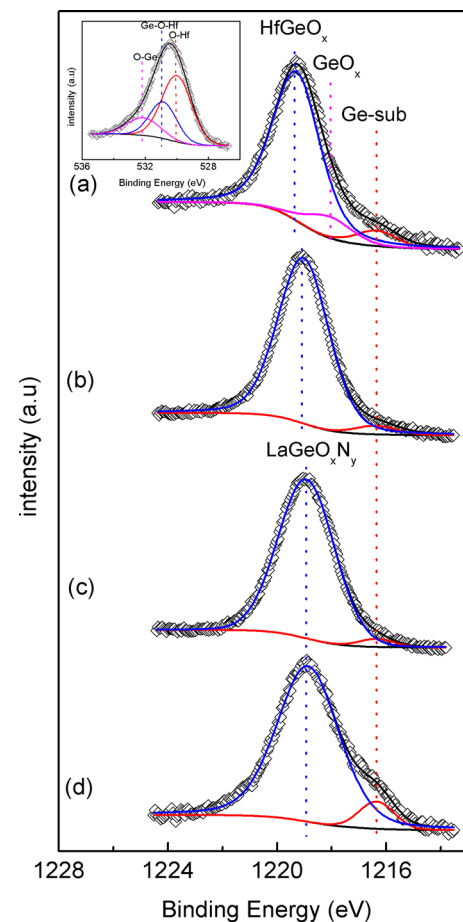 intensity (a.u)
O-Ge
Ge-O-Hf
O-Hf
536
532
528
Binding Energy (eV)
HfGeOₓ
GeOₓ
Ge-sub
(a)
(b)
LaGeOₓNᵧ
(c)
(d)
intensity (a.u)
1228
1224
1220
1216
Binding Energy (eV)